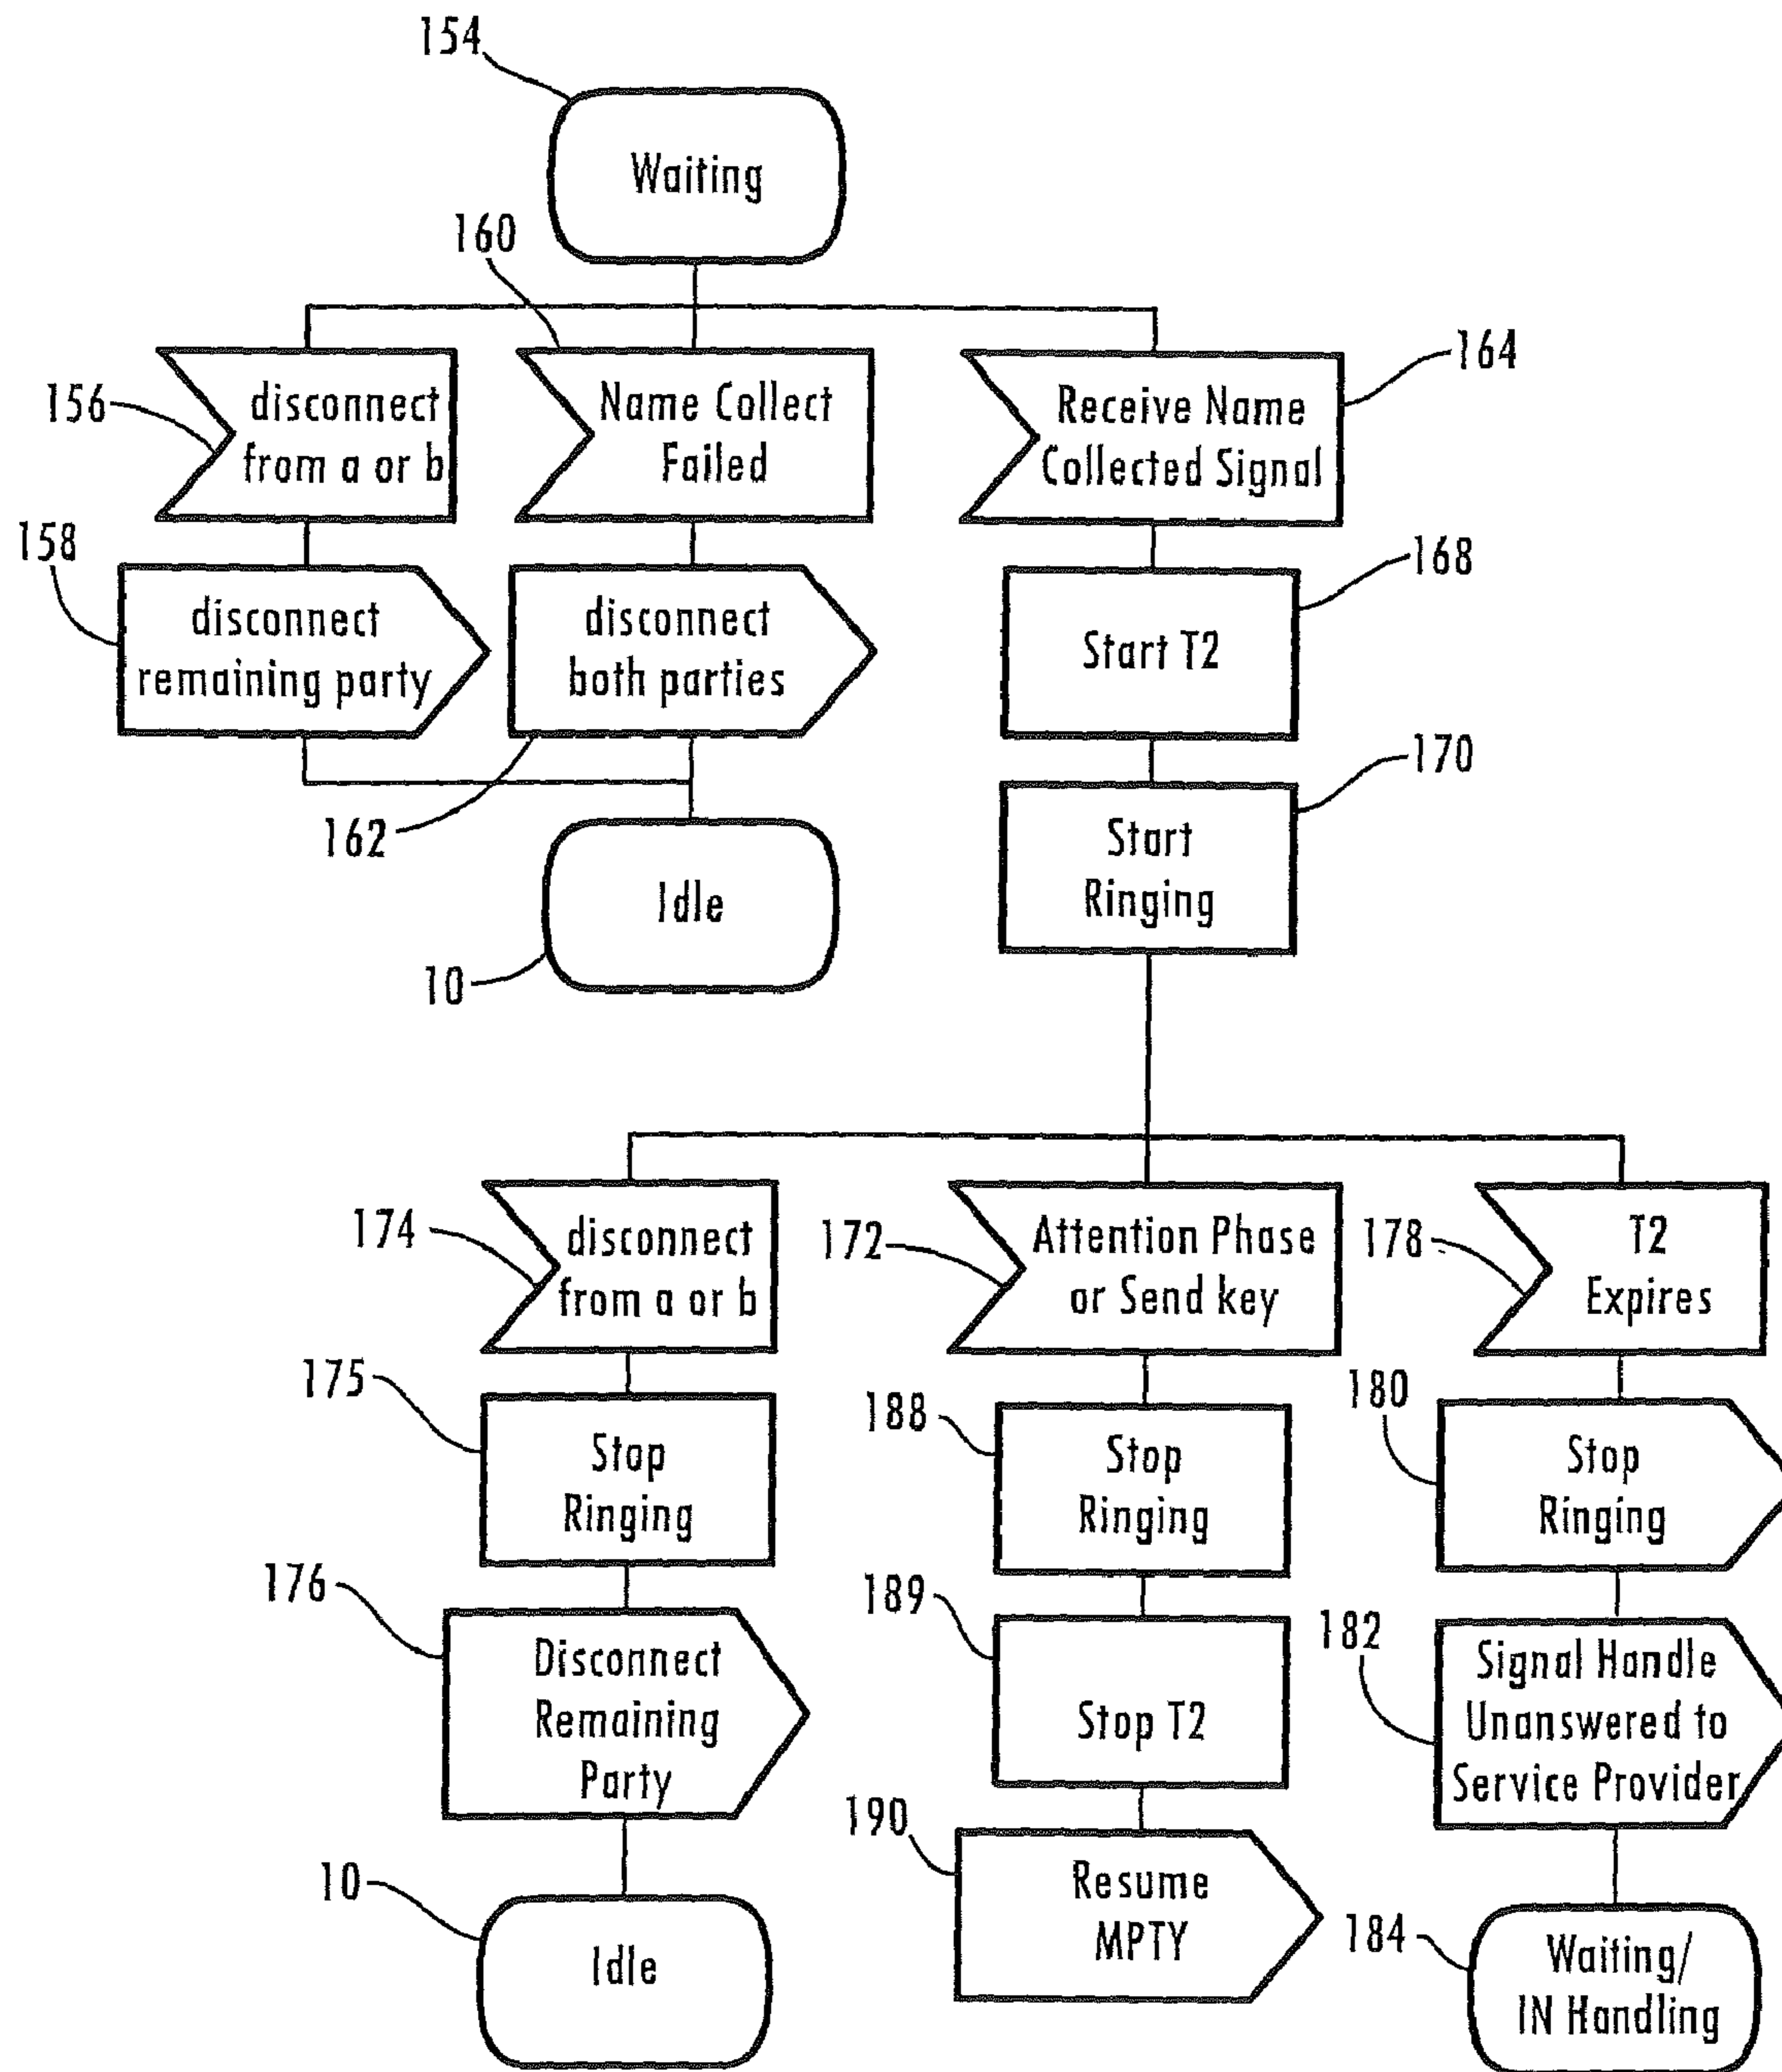 154
Waiting
160
156
disconnect
from a or b
Name Collect
Failed
164
Receive Name
Collected Signal
158
disconnect
remaining party
disconnect
both parties
168
Start T2
162
170
Start
Ringing
Idle
10
174
disconnect
from a or b
172
Attention Phase
or Send key
178
T2
Expires
175
Stop
Ringing
188
Stop
Ringing
180
Stop
Ringing
176
Disconnect
Remaining
Party
189
Stop T2
182
Signal Handle
Unanswered to
Service Provider
10
Idle
190
Resume
MPTY
184
Waiting/
IN Handling